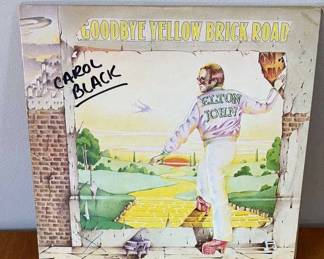 GOODBYE YELLOW BRICK ROAD
CAROL
BLACK
ELTON
JOHN